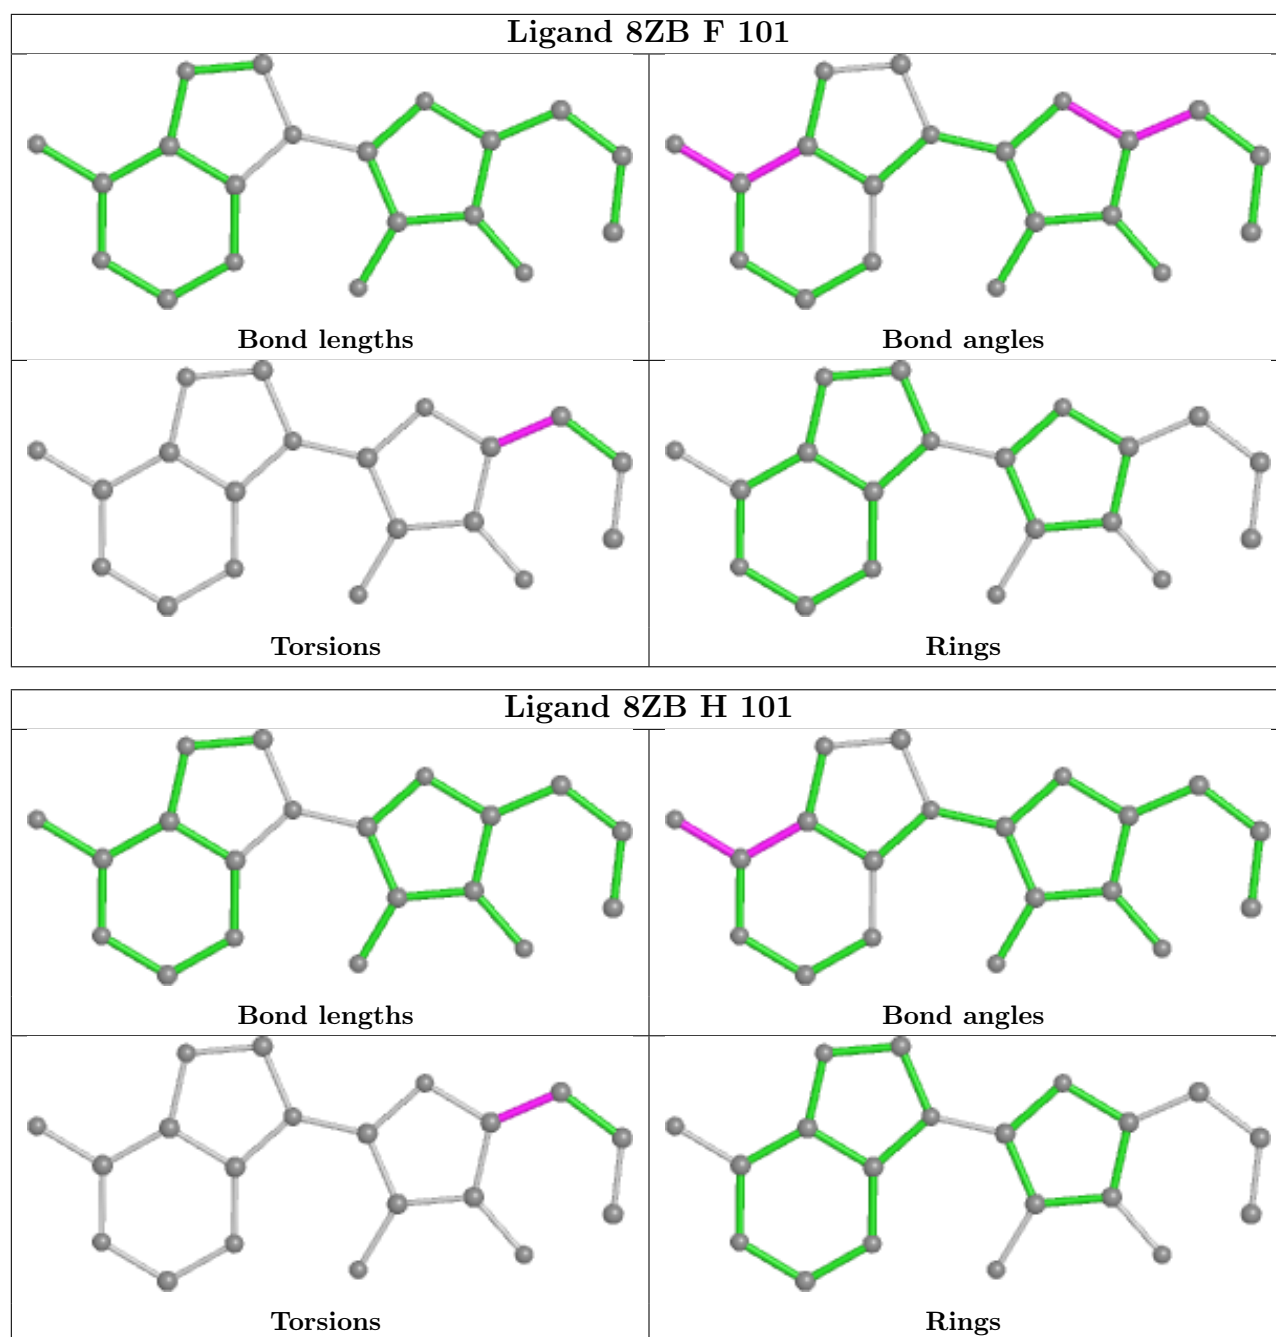 Ligand 8ZB F 101
Bond lengths
Bond angles
Torsions
Rings
Ligand 8ZB H 101
Bond lengths
Bond angles
Torsions
Rings